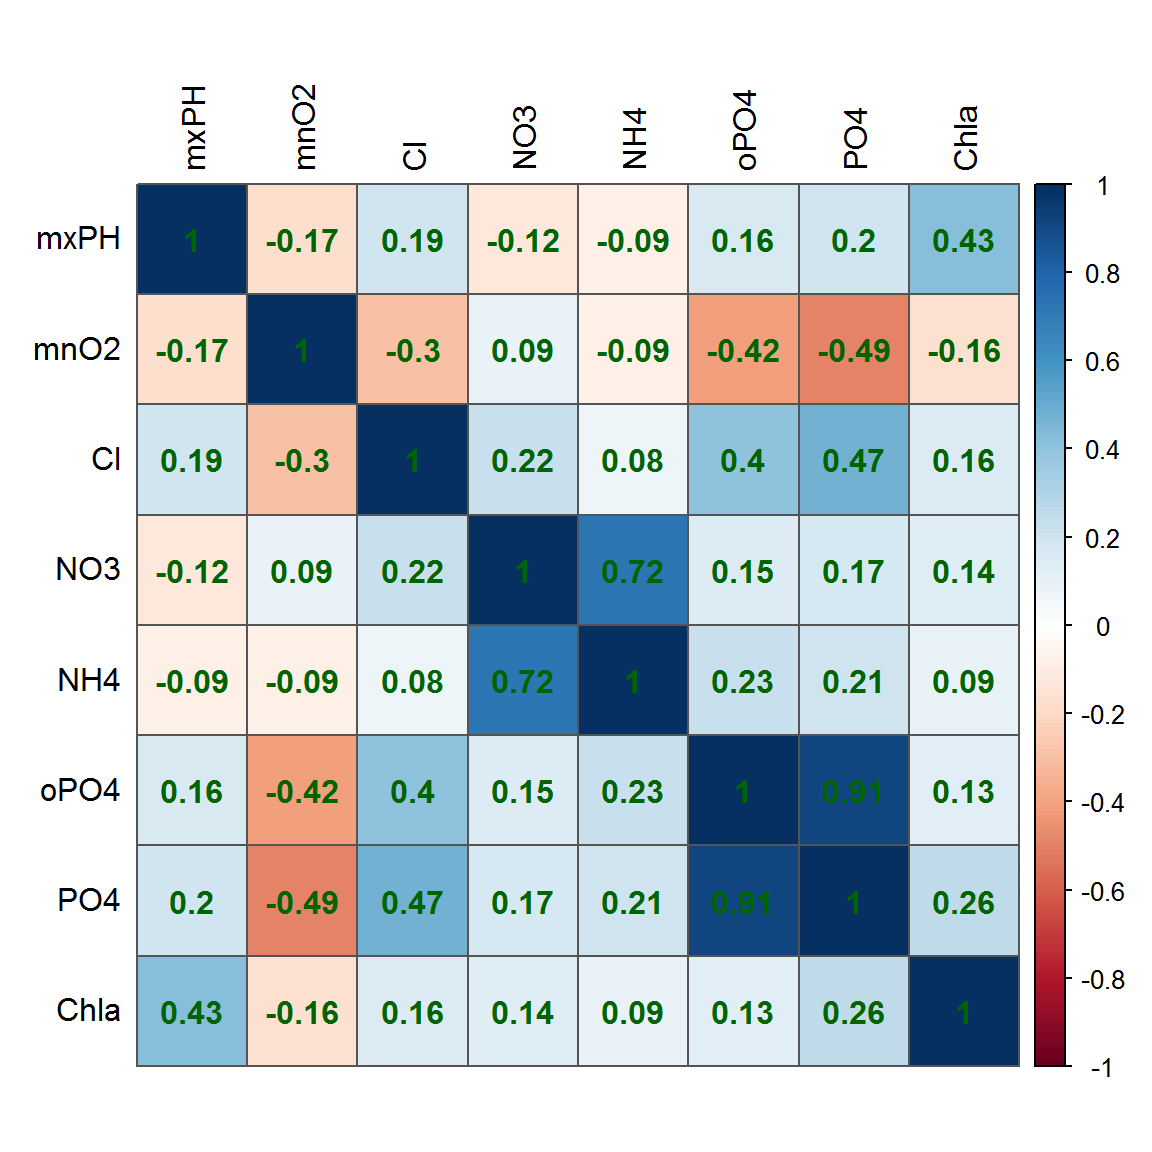 mxPH mnO2 Cl NO3 NH4 oPO4 PO4 Chla
mxPH 1 -0.17 0.19 -0.12 -0.09 0.16 0.2 0.43
mnO2 -0.17 1 -0.3 0.09 -0.09 -0.42 -0.49 -0.16
Cl 0.19 -0.3 1 0.22 0.08 0.4 0.47 0.16
NO3 -0.12 0.09 0.22 1 0.72 0.15 0.17 0.14
NH4 -0.09 -0.09 0.08 0.72 1 0.23 0.21 0.09
oPO4 0.16 -0.42 0.4 0.15 0.23 1 0.91 0.13
PO4 0.2 -0.49 0.47 0.17 0.21 0.91 1 0.26
Chla 0.43 -0.16 0.16 0.14 0.09 0.13 0.26 1
1
0.8
0.6
0.4
0.2
0
-0.2
-0.4
-0.6
-0.8
-1